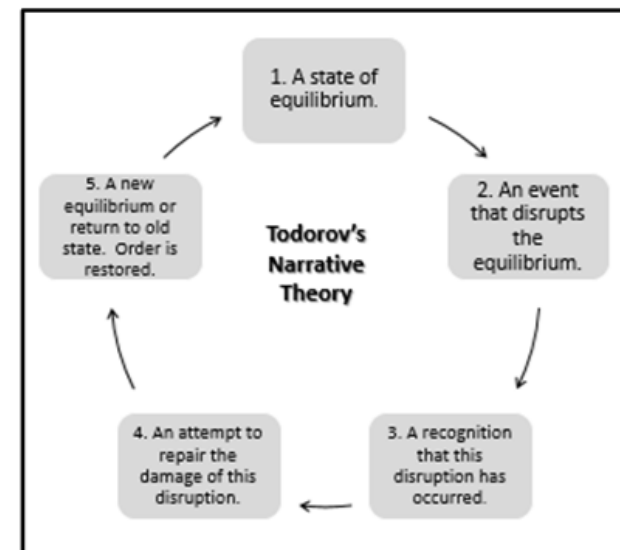 1. A state of
equilibrium.
2. An event
that disrupts
the
equilibrium.
3. A recognition
that this
disruption has
occurred.
4. An attempt to
repair the
damage of this
disruption.
5. A new
equilibrium or
return to old
state. Order is
restored.
Todorov's
Narrative
Theory